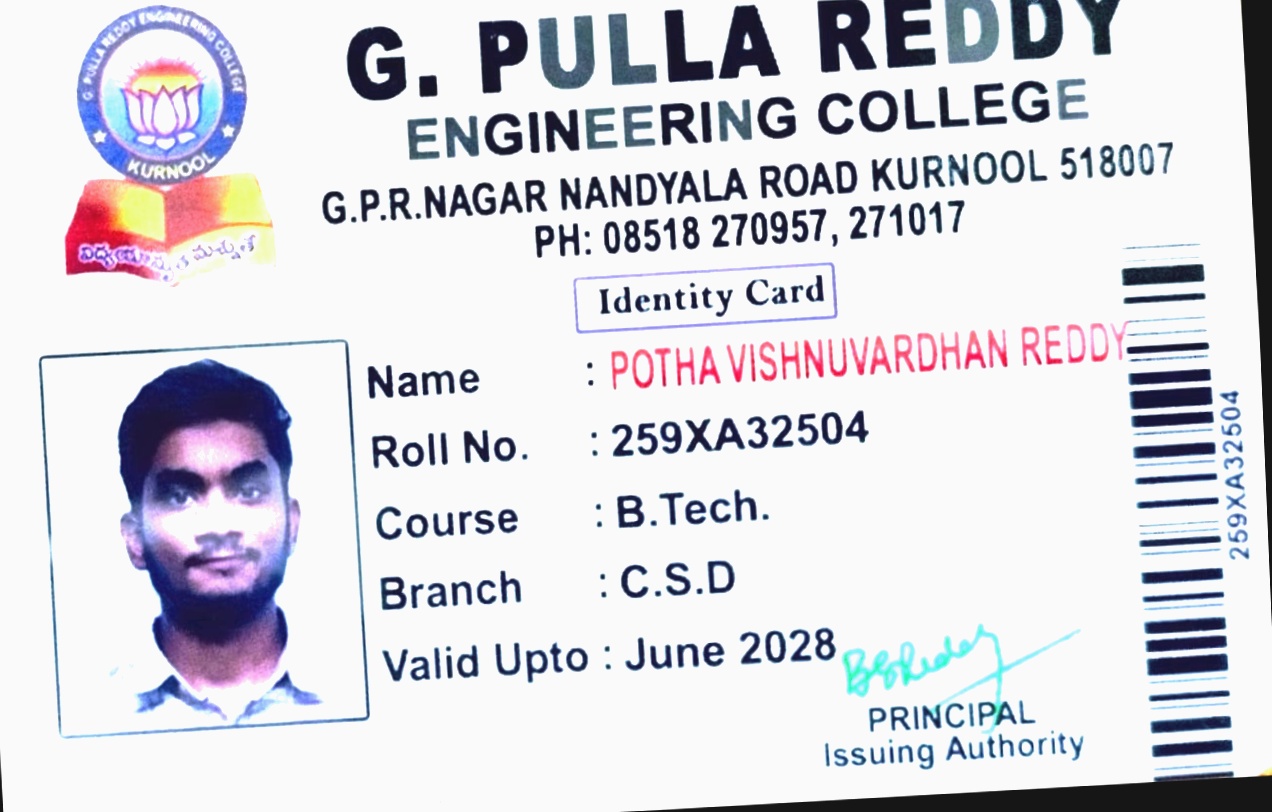 G. PULLA REDDY ENGINEERING COLLEGE
KURNOOL
G. PULLA REDDY
ENGINEERING COLLEGE
G.P.R.NAGAR NANDYALA ROAD KURNOOL 518007
PH: 08518 270957, 271017
Identity Card
Name : POTHA VISHNUVARDHAN REDDY
Roll No. : 259XA32504
Course : B.Tech.
Branch : C.S.D
Valid Upto : June 2028
PRINCIPAL
Issuing Authority
259XA32504